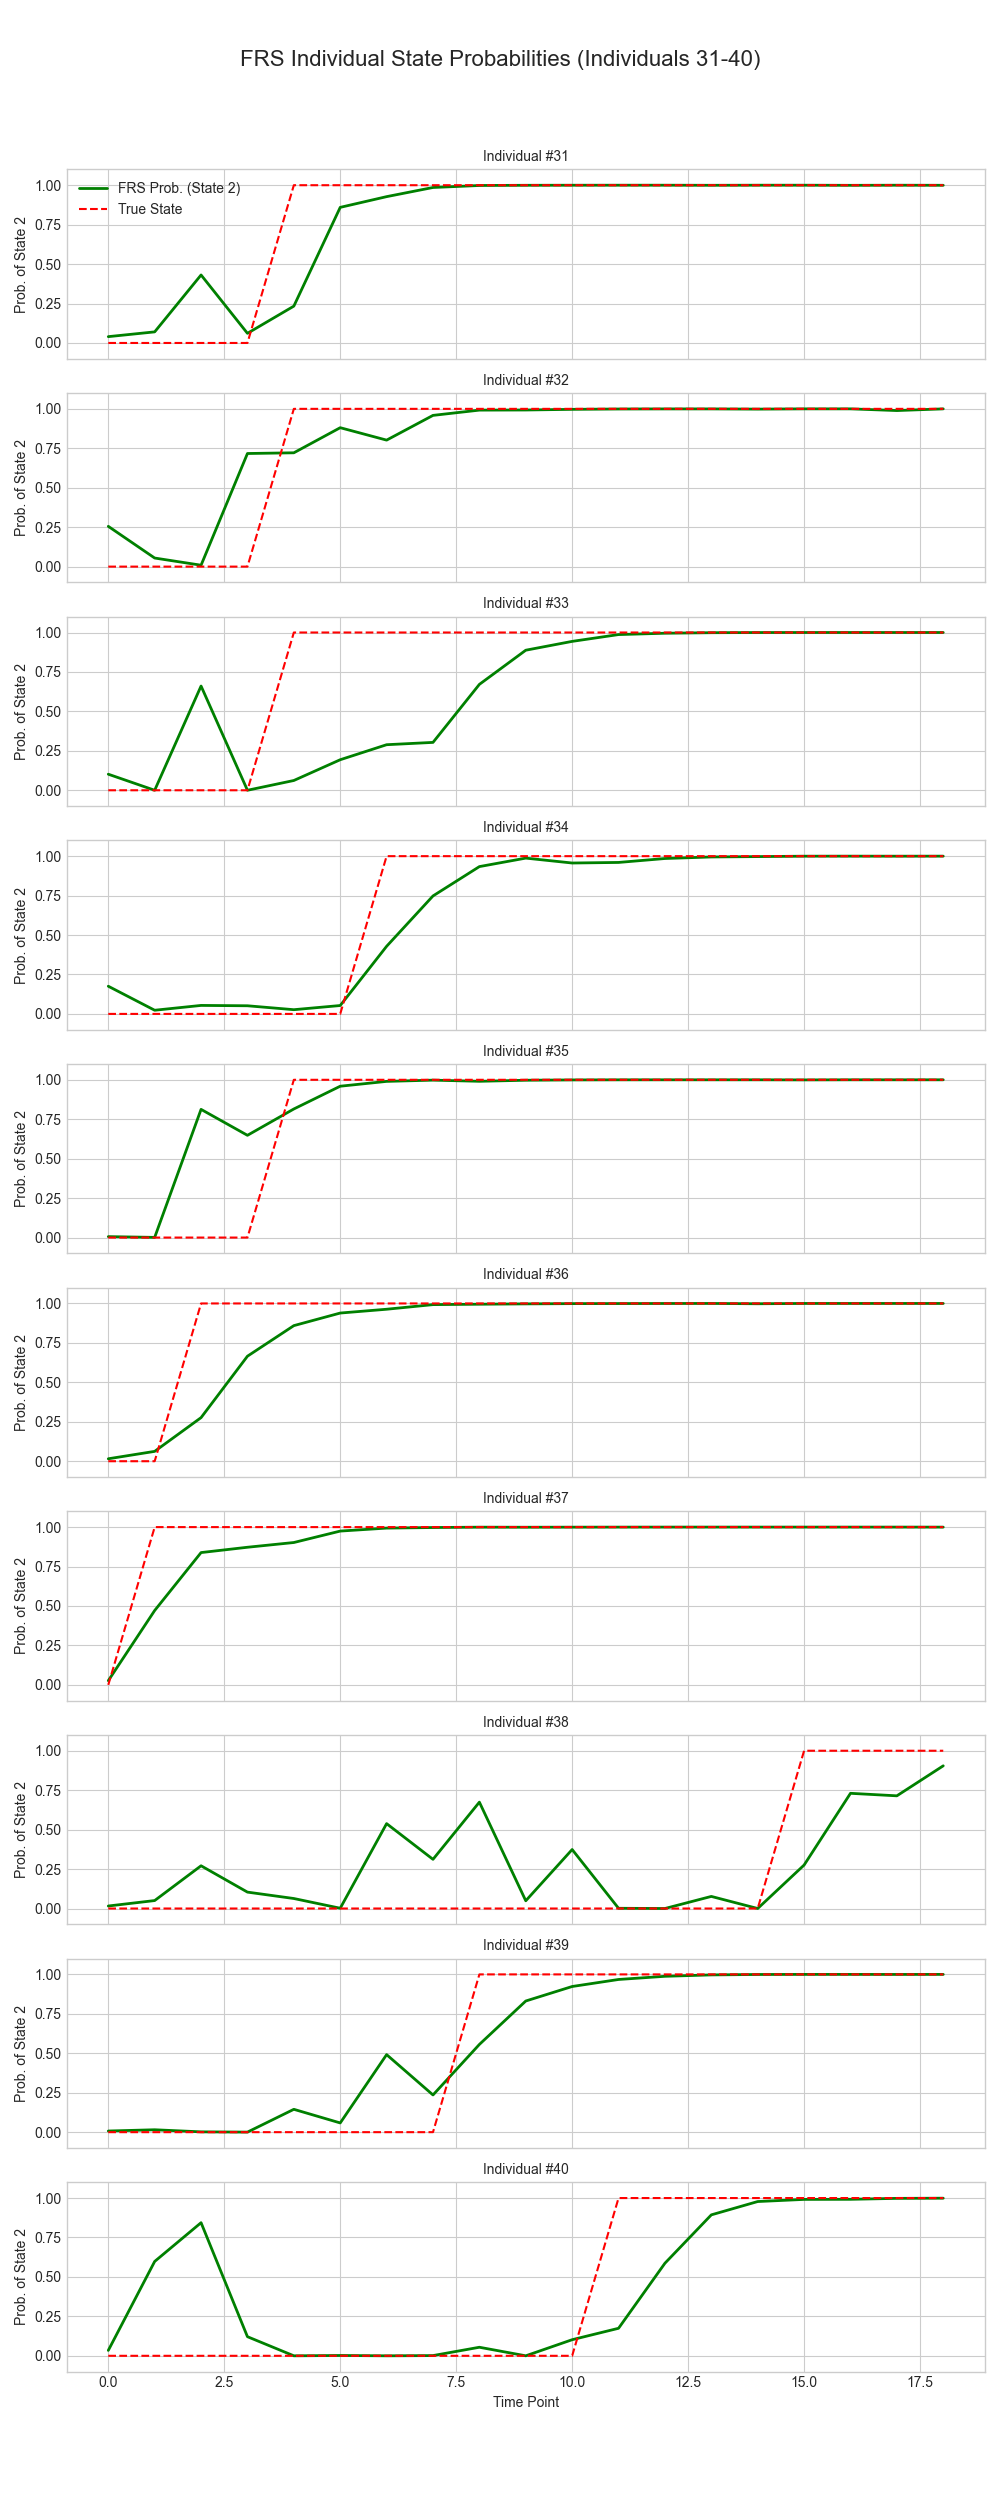 FRS Individual State Probabilities (Individuals 31-40)
Individual #31
1.00
0.75
0.50
0.25
0.00
Prob. of State 2
FRS Prob. (State 2)
True State
Individual #32
1.00
0.75
0.50
0.25
0.00
Prob. of State 2
Individual #33
1.00
0.75
0.50
0.25
0.00
Prob. of State 2
Individual #34
1.00
0.75
0.50
0.25
0.00
Prob. of State 2
Individual #35
1.00
0.75
0.50
0.25
0.00
Prob. of State 2
Individual #36
1.00
0.75
0.50
0.25
0.00
Prob. of State 2
Individual #37
1.00
0.75
0.50
0.25
0.00
Prob. of State 2
Individual #38
1.00
0.75
0.50
0.25
0.00
Prob. of State 2
Individual #39
1.00
0.75
0.50
0.25
0.00
Prob. of State 2
Individual #40
1.00
0.75
0.50
0.25
0.00
Prob. of State 2
0.0 2.5 5.0 7.5 10.0 12.5 15.0 17.5
Time Point